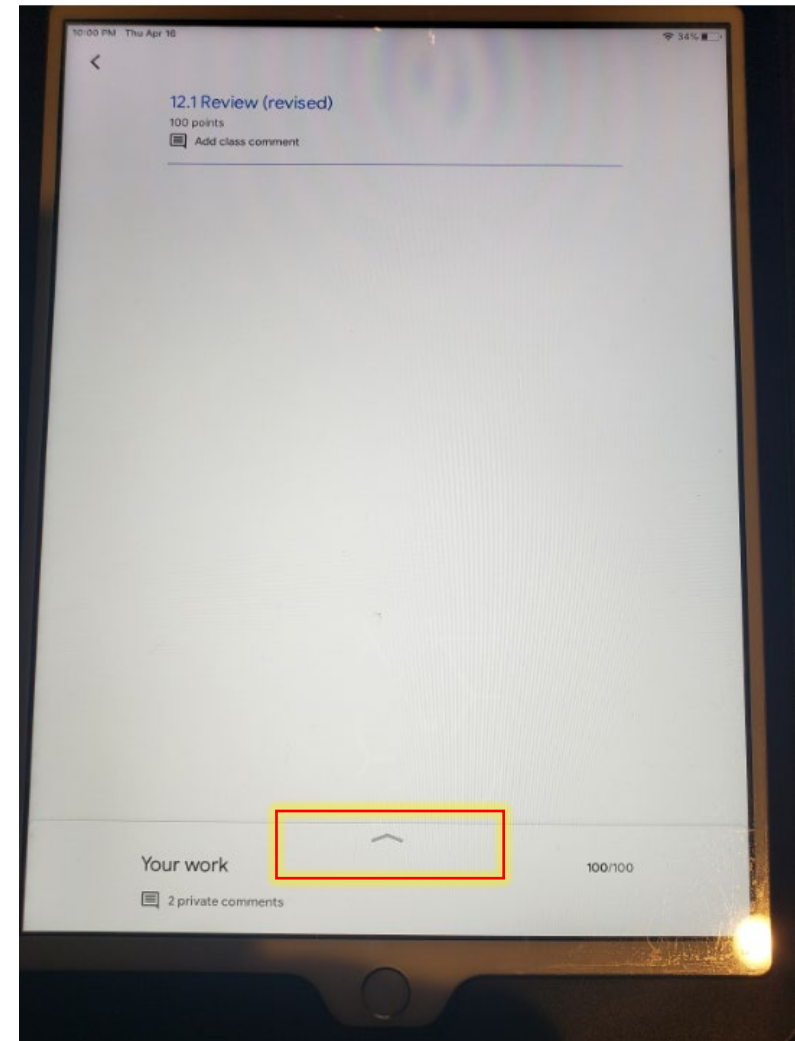 10:00 PM Thu Apr 16 34%
12.1 Review (revised)
100 points
Add class comment
Your work 100/100
2 private comments